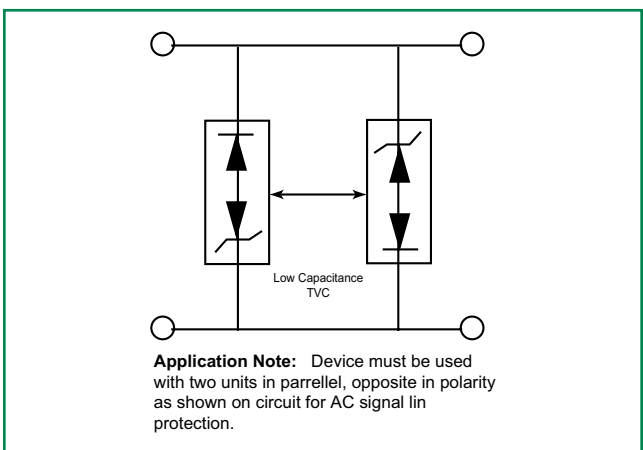 Low Capacitance
TVC
Application Note: Device must be used
with two units in parrellel, opposite in polarity
as shown on circuit for AC signal lin
protection.